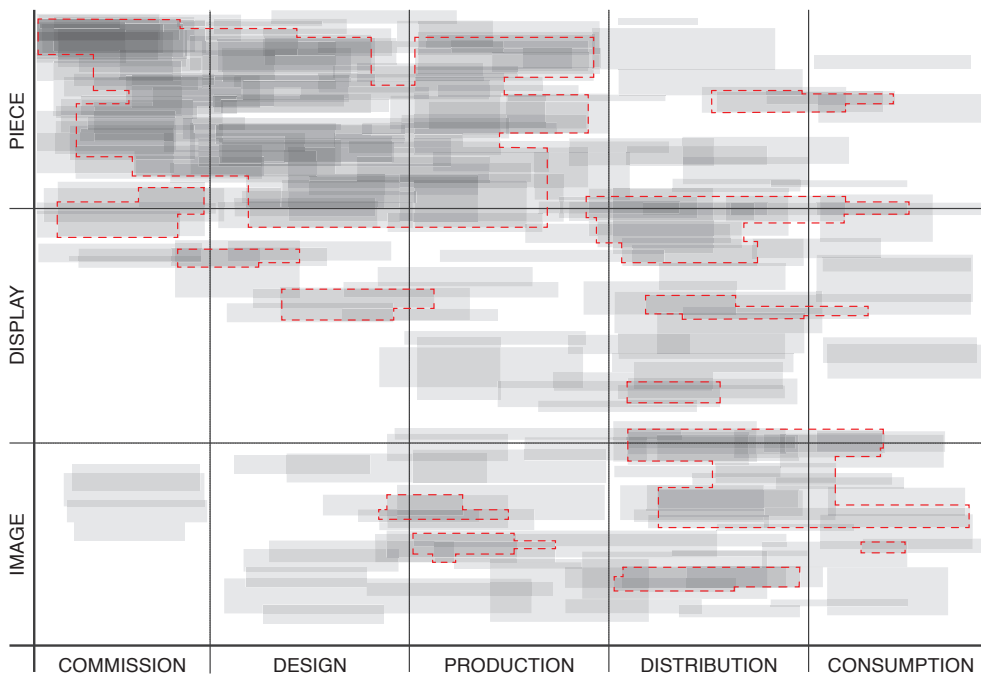 PIECE
DISPLAY
IMAGE
COMMISSION
DESIGN
PRODUCTION
DISTRIBUTION
CONSUMPTION